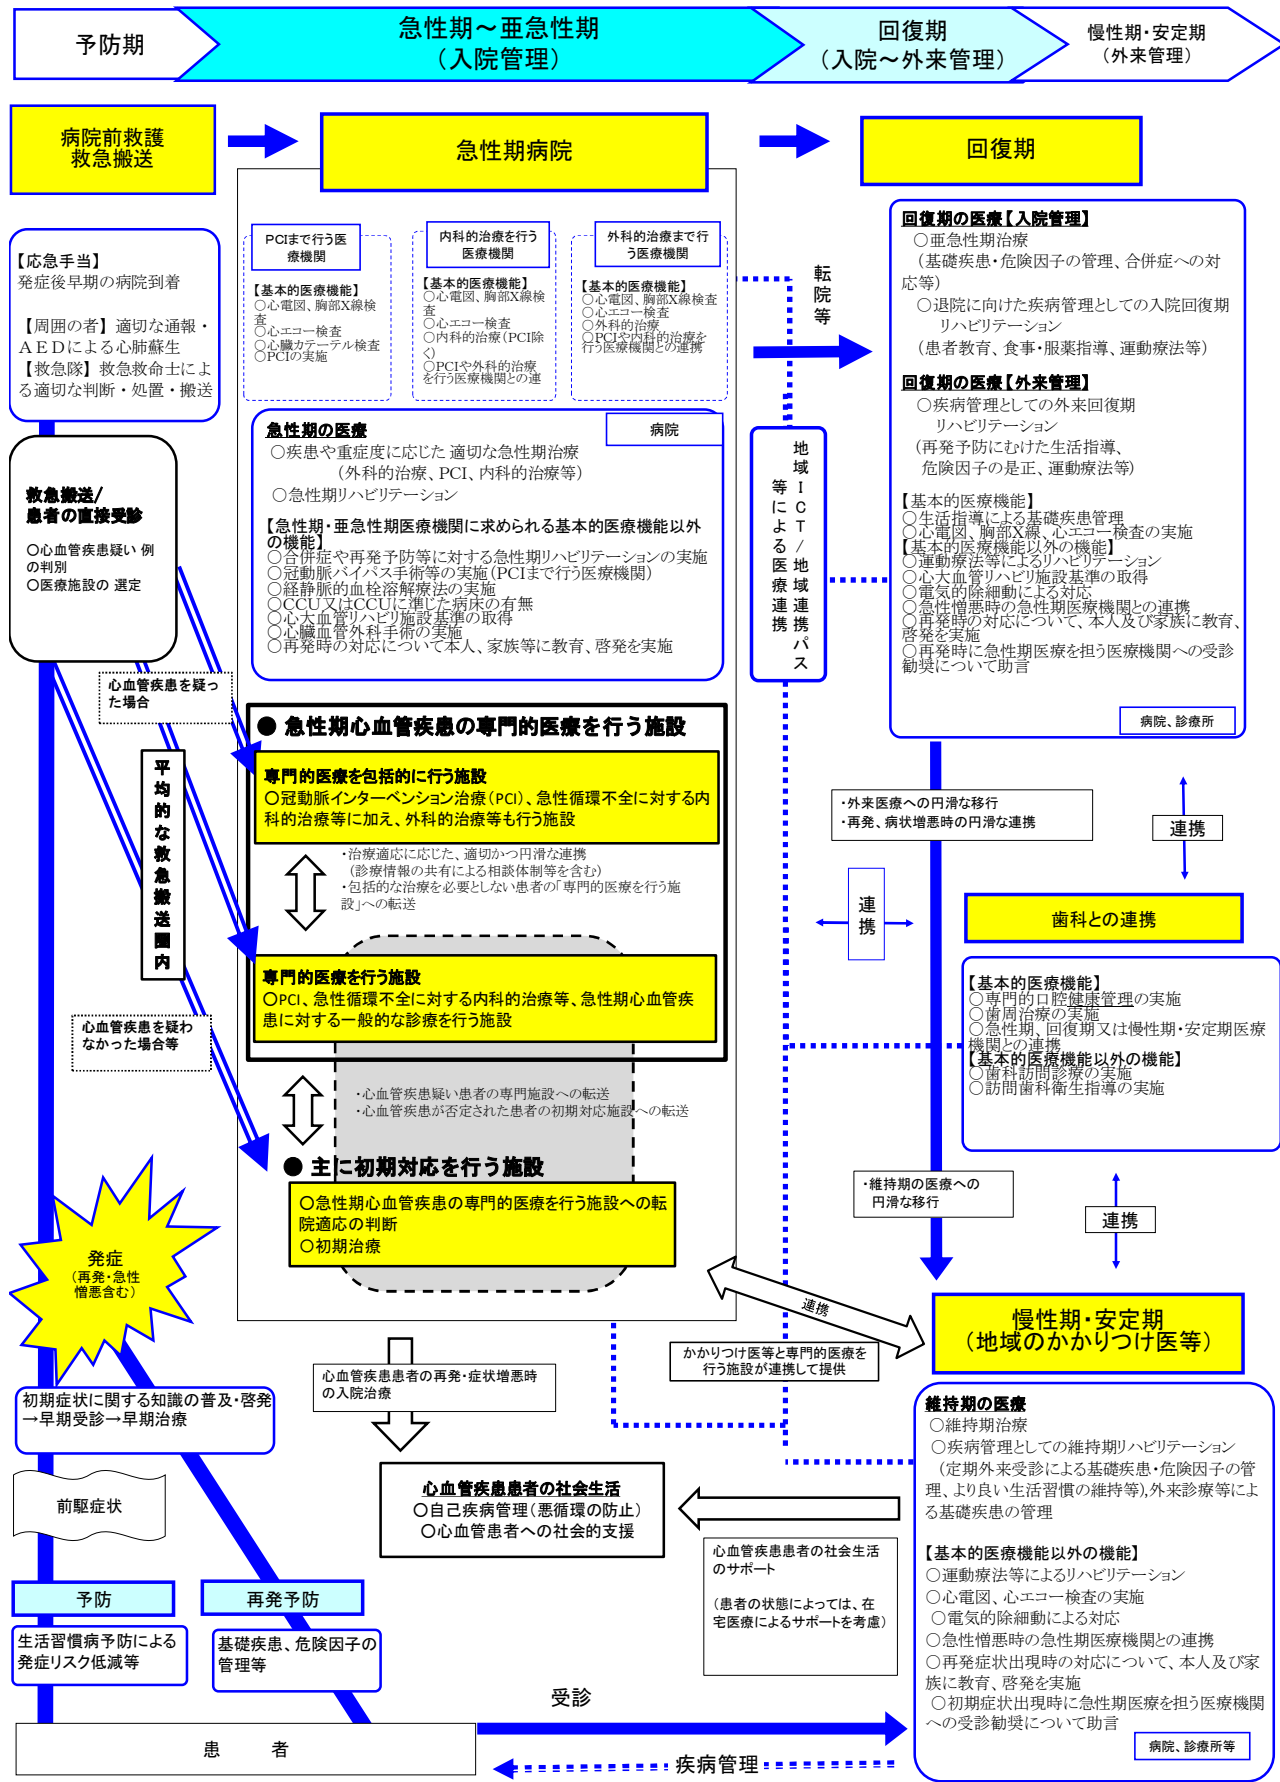 予防期
急性期～亜急性期
（入院管理）
回復期
（入院～外来管理）
慢性期・安定期
（外来管理）
病院前救護
救急搬送
急性期病院
回復期
【応急手当】
発症後早期の病院到着
【周囲の者】適切な通報・
ＡＥＤによる心肺蘇生
【救急隊】救急救命士によ
る適切な判断・処置・搬送
救急搬送/
患者の直接受診
○心血管疾患疑い 例
の判別
○医療施設の 選定
PCIまで行う医
療機関
【基本的医療機能】
○心電図、胸部X線検
査
○心エコー検査
○心臓カテーテル検査
○PCIの実施
内科的治療を行う
医療機関
【基本的医療機能】
○心電図、胸部X線検
査
○心エコー検査
○内科的治療（PCI除
く）
○PCIや外科的治療
を行う医療機関との連
外科的治療まで行
う医療機関
【基本的医療機能】
○心電図、胸部X線検査
○心エコー検査
○外科的治療
○PCIや内科的治療を
行う医療機関との連携
転院等
急性期の医療
病院
○疾患や重症度に応じた 適切な急性期治療
（外科的治療、PCI、内科的治療等）
○急性期リハビリテーション
【急性期・亜急性期医療機関に求められる基本的医療機能以外
の機能】
○合併症や再発予防等に対する急性期リハビリテーションの実施
○冠動脈バイパス手術等の実施（PCIまで行う医療機関）
○経静脈的血栓溶解療法の実施
○CCU又はCCUに準じた病床の有無
○心大血管リハビリ施設基準の取得
○心臓血管外科手術の実施
○再発時の対応について本人、家族等に教育、啓発を実施
地域ＩＣＴ/地域連携パス
等による医療連携
回復期の医療【入院管理】
○亜急性期治療
（基礎疾患・危険因子の管理、合併症への対
応等）
○退院に向けた疾病管理としての入院回復期
リハビリテーション
（患者教育、食事・服薬指導、運動療法等）
回復期の医療【外来管理】
○疾病管理としての外来回復期
リハビリテーション
（再発予防にむけた生活指導、
危険因子の是正、運動療法等）
【基本的医療機能】
○生活指導による基礎疾患管理
○心電図、胸部X線、心エコー検査の実施
【基本的医療機能以外の機能】
○運動療法等によるリハビリテーション
○心大血管リハビリ施設基準の取得
○電気的除細動による対応
○急性憎悪時の急性期医療機関との連携
○再発時の対応について、本人及び家族に教育、
啓発を実施
○再発時に急性期医療を担う医療機関への受診
勧奨について助言
病院、診療所
心血管疾患を疑っ
た場合
平均的な救急搬送圏内
心血管疾患を疑わ
なかった場合等
● 急性期心血管疾患の専門的医療を行う施設
専門的医療を包括的に行う施設
○冠動脈インターベンション治療（PCI）、急性循環不全に対する内
科的治療等に加え、外科的治療等も行う施設
・治療適応に応じた、適切かつ円滑な連携
（診療情報の共有による相談体制等を含む）
・包括的な治療を必要としない患者の「専門的医療を行う施
設」への転送
専門的医療を行う施設
○PCI、急性循環不全に対する内科的治療等、急性期心血管疾
患に対する一般的な診療を行う施設
・心血管疾患疑い患者の専門施設への転送
・心血管疾患が否定された患者の初期対応施設への転送
● 主に初期対応を行う施設
○急性期心血管疾患の専門的医療を行う施設への転
院適応の判断
○初期治療
・外来医療への円滑な移行
・再発、病状増悪時の円滑な連携
連携
連携
歯科との連携
【基本的医療機能】
○専門的口腔健康管理の実施
○歯周治療の実施
○急性期、回復期又は慢性期・安定期医療
機関との連携
【基本的医療機能以外の機能】
○歯科訪問診療の実施
○訪問歯科衛生指導の実施
・維持期の医療への
円滑な移行
連携
発症
（再発・急性
憎悪含む）
連携
かかりつけ医等と専門的医療を
行う施設が連携して提供
慢性期・安定期
（地域のかかりつけ医等）
心血管疾患患者の再発・症状増悪時
の入院治療
初期症状に関する知識の普及・啓発
→早期受診→早期治療
前駆症状
心血管疾患患者の社会生活
○自己疾病管理（悪循環の防止）
○心血管患者への社会的支援
心血管疾患患者の社会生活
のサポート
（患者の状態によっては、在
宅医療によるサポートを考慮）
維持期の医療
○維持期治療
○疾病管理としての維持期リハビリテーション
（定期外来受診による基礎疾患・危険因子の管
理、より良い生活習慣の維持等),外来診療等によ
る基礎疾患の管理
【基本的医療機能以外の機能】
○運動療法等によるリハビリテーション
○心電図、心エコー検査の実施
○電気的除細動による対応
○急性憎悪時の急性期医療機関との連携
○再発症状出現時の対応について、本人及び家
族に教育、啓発を実施
○初期症状出現時に急性期医療を担う医療機関
への受診勧奨について助言
病院、診療所等
予防
生活習慣病予防による
発症リスク低減等
再発予防
基礎疾患、危険因子の
管理等
受診
患 者
疾病管理